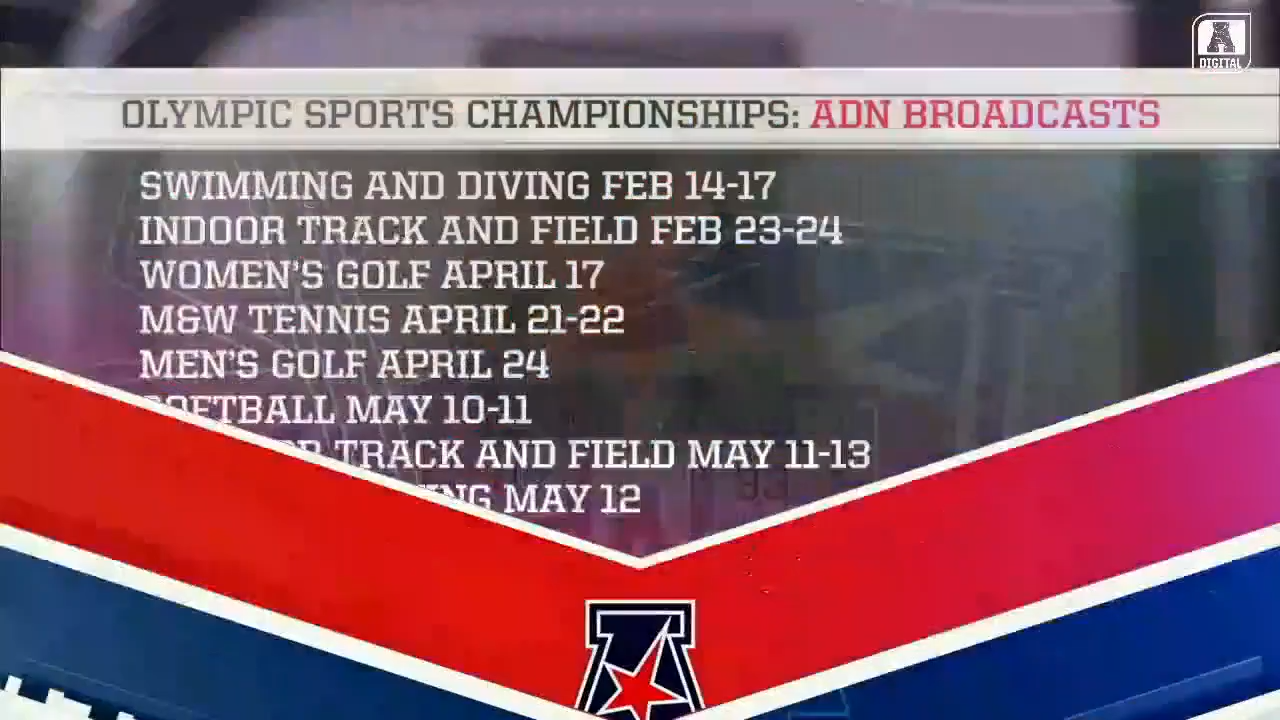 A
DIGITAL
OLYMPIC SPORTS CHAMPIONSHIPS: ADN BROADCASTS
SWIMMING AND DIVING FEB 14-17
INDOOR TRACK AND FIELD FEB 23-24
WOMEN'S GOLF APRIL 17
M&W TENNIS APRIL 21-22
MEN'S GOLF APRIL 24
SOFTBALL MAY 10-11
TRACK AND FIELD MAY 11-13
MAY 12